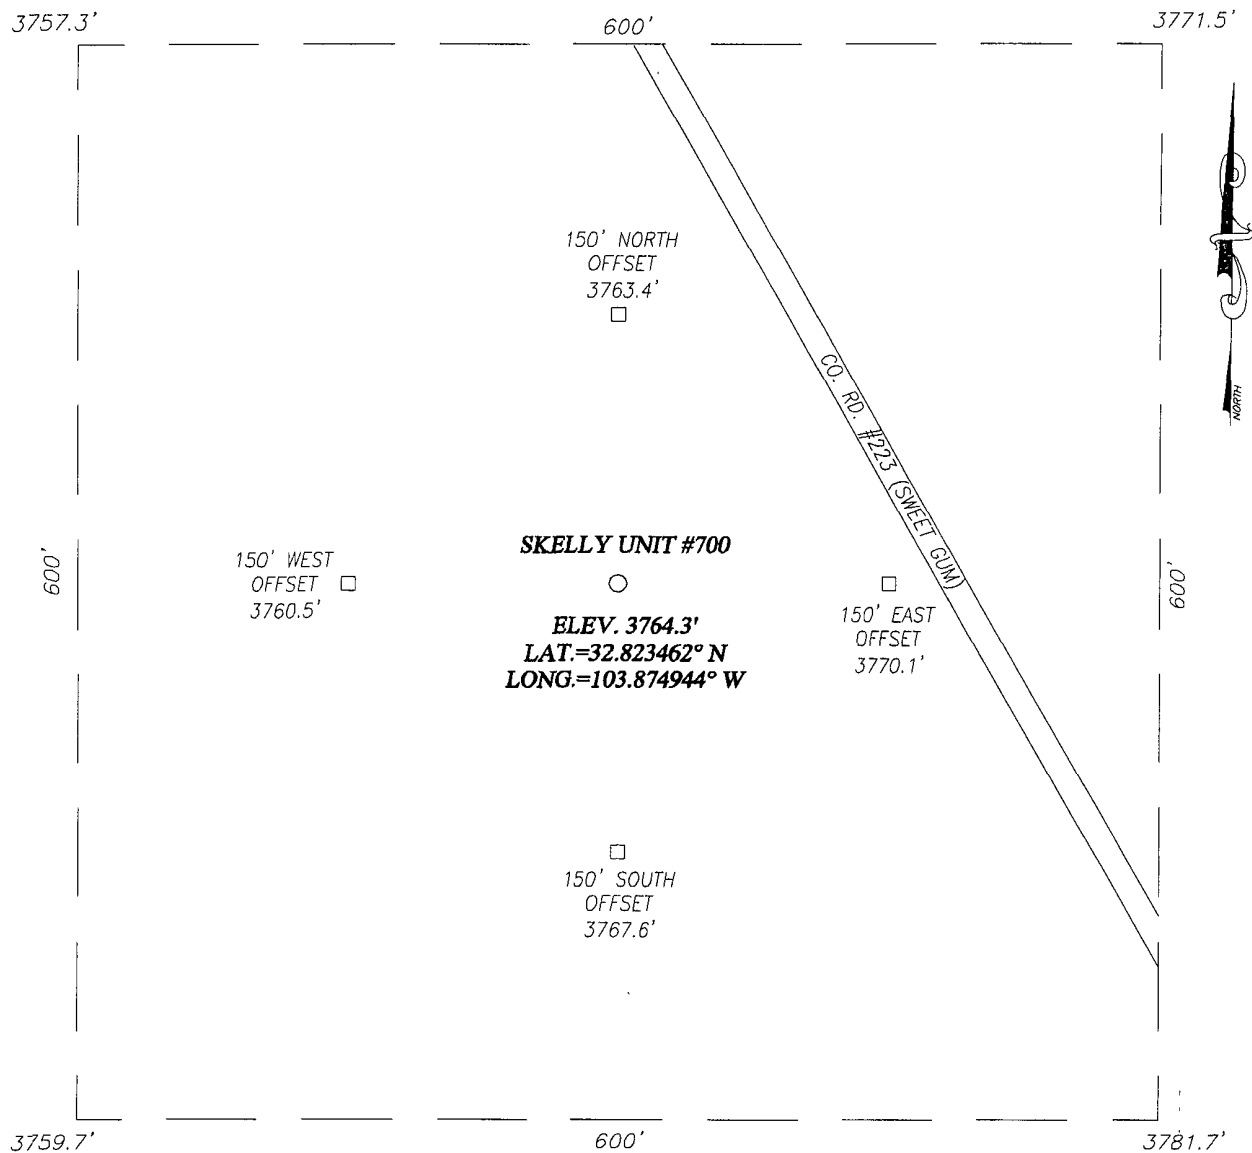 3757.3'
600'
3771.5'
NORTH
150' NORTH
OFFSET
3763.4'
CO. RD. #223 (SWEET GUM)
600'
150' WEST
OFFSET
3760.5'
SKELLY UNIT #700
ELEV. 3764.3'
LAT.=32.823462° N
LONG.=103.874944° W
150' EAST
OFFSET
3770.1'
600'
150' SOUTH
OFFSET
3767.6'
3759.7'
600'
3781.7'